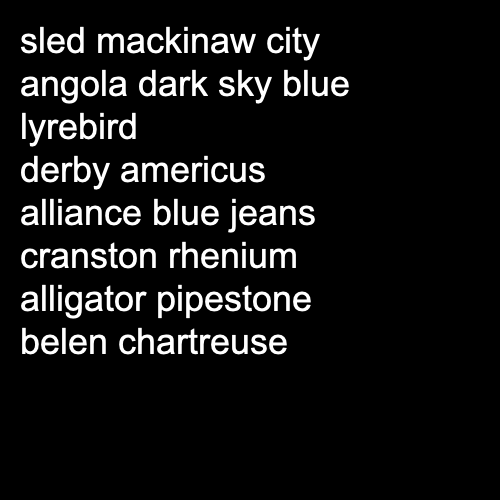 sled mackinaw city
angola dark sky blue
lyrebird
derby americus
alliance blue jeans
cranston rhenium
alligator pipestone
belen chartreuse